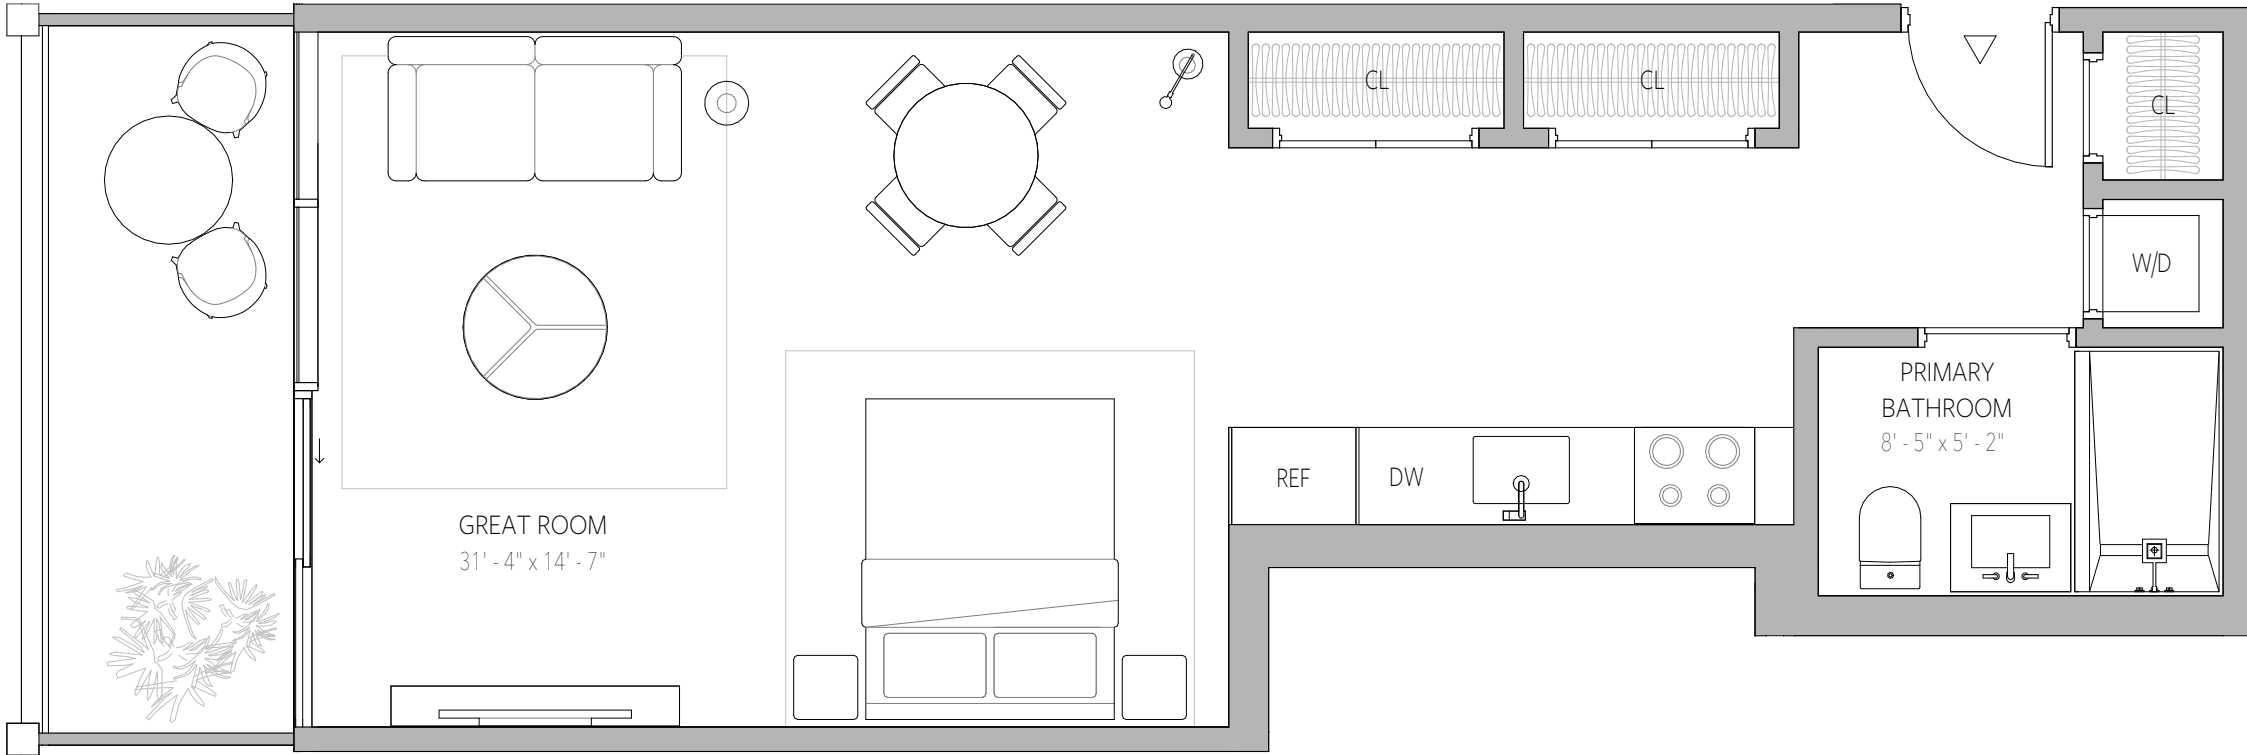 CL
CL
CL
W/D
PRIMARY
BATHROOM
8' - 5" x 5' - 2"
REF
DW
GREAT ROOM
31' - 4" x 14' - 7"